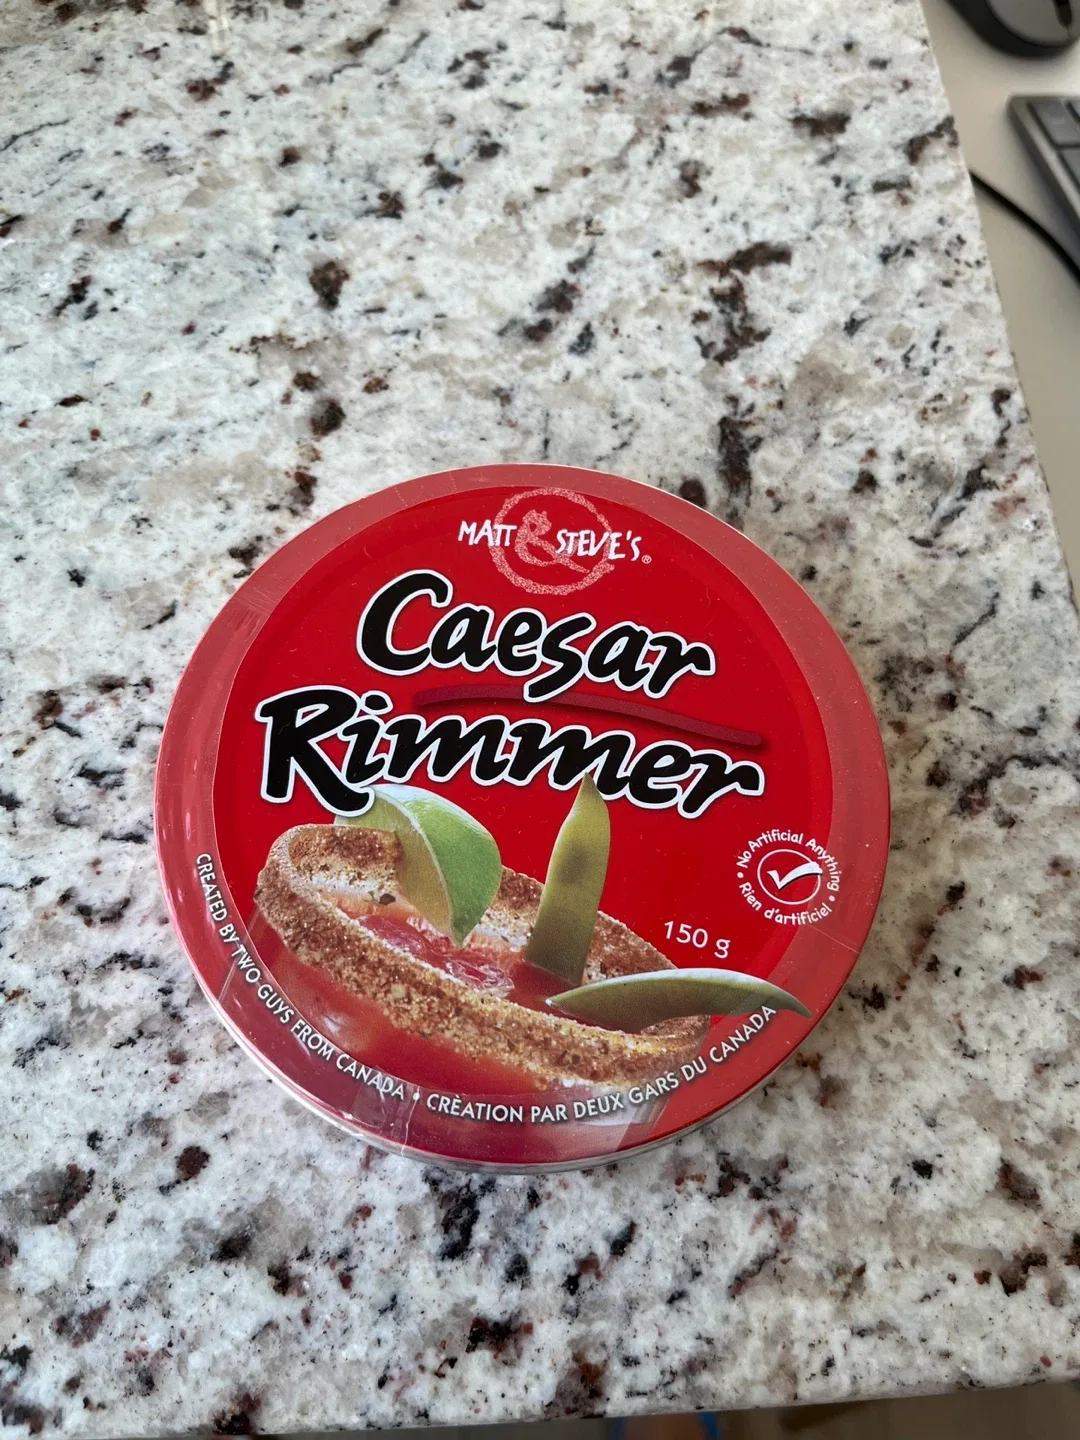 MATT & STEVE'S®
Caesar
Rimmer
No Artificial Anything
Rien d'artificiel
150 g
CREATED BY TWO GUYS FROM CANADA • CRÈATION PAR DEUX GARS DU CANADA